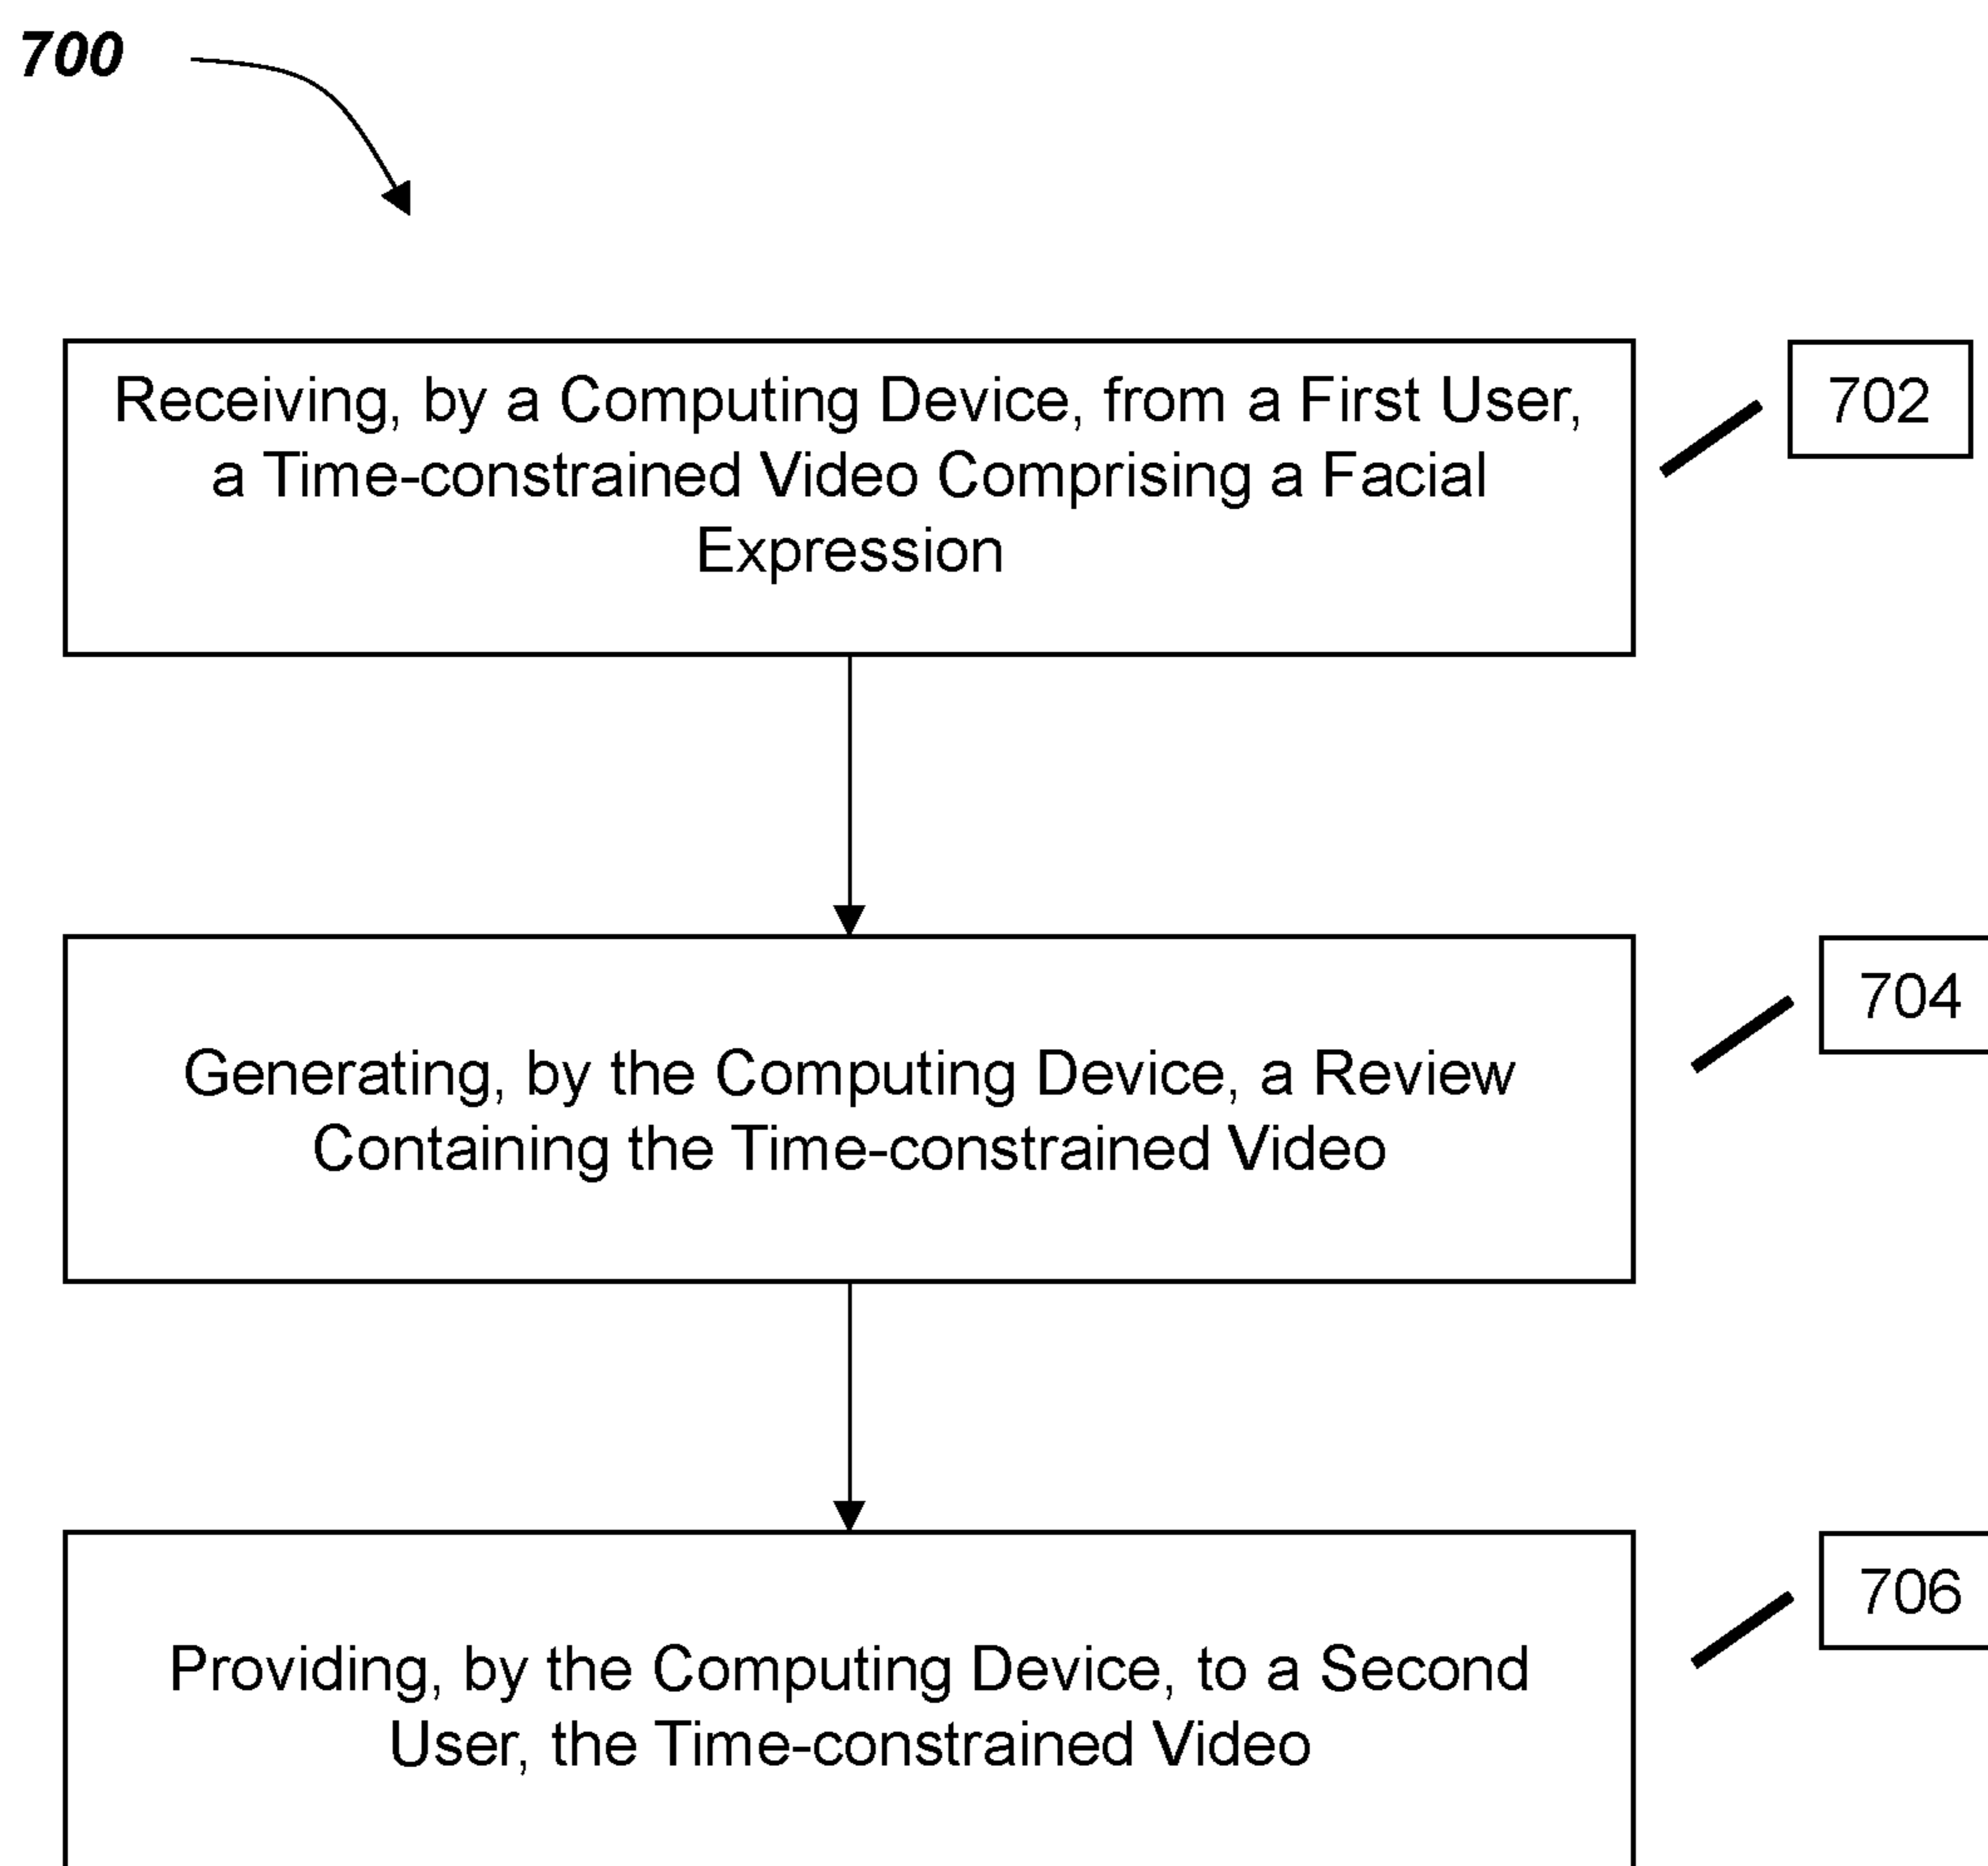 700
Receiving, by a Computing Device, from a First User,
a Time-constrained Video Comprising a Facial
Expression
702
Generating, by the Computing Device, a Review
Containing the Time-constrained Video
704
Providing, by the Computing Device, to a Second
User, the Time-constrained Video
706